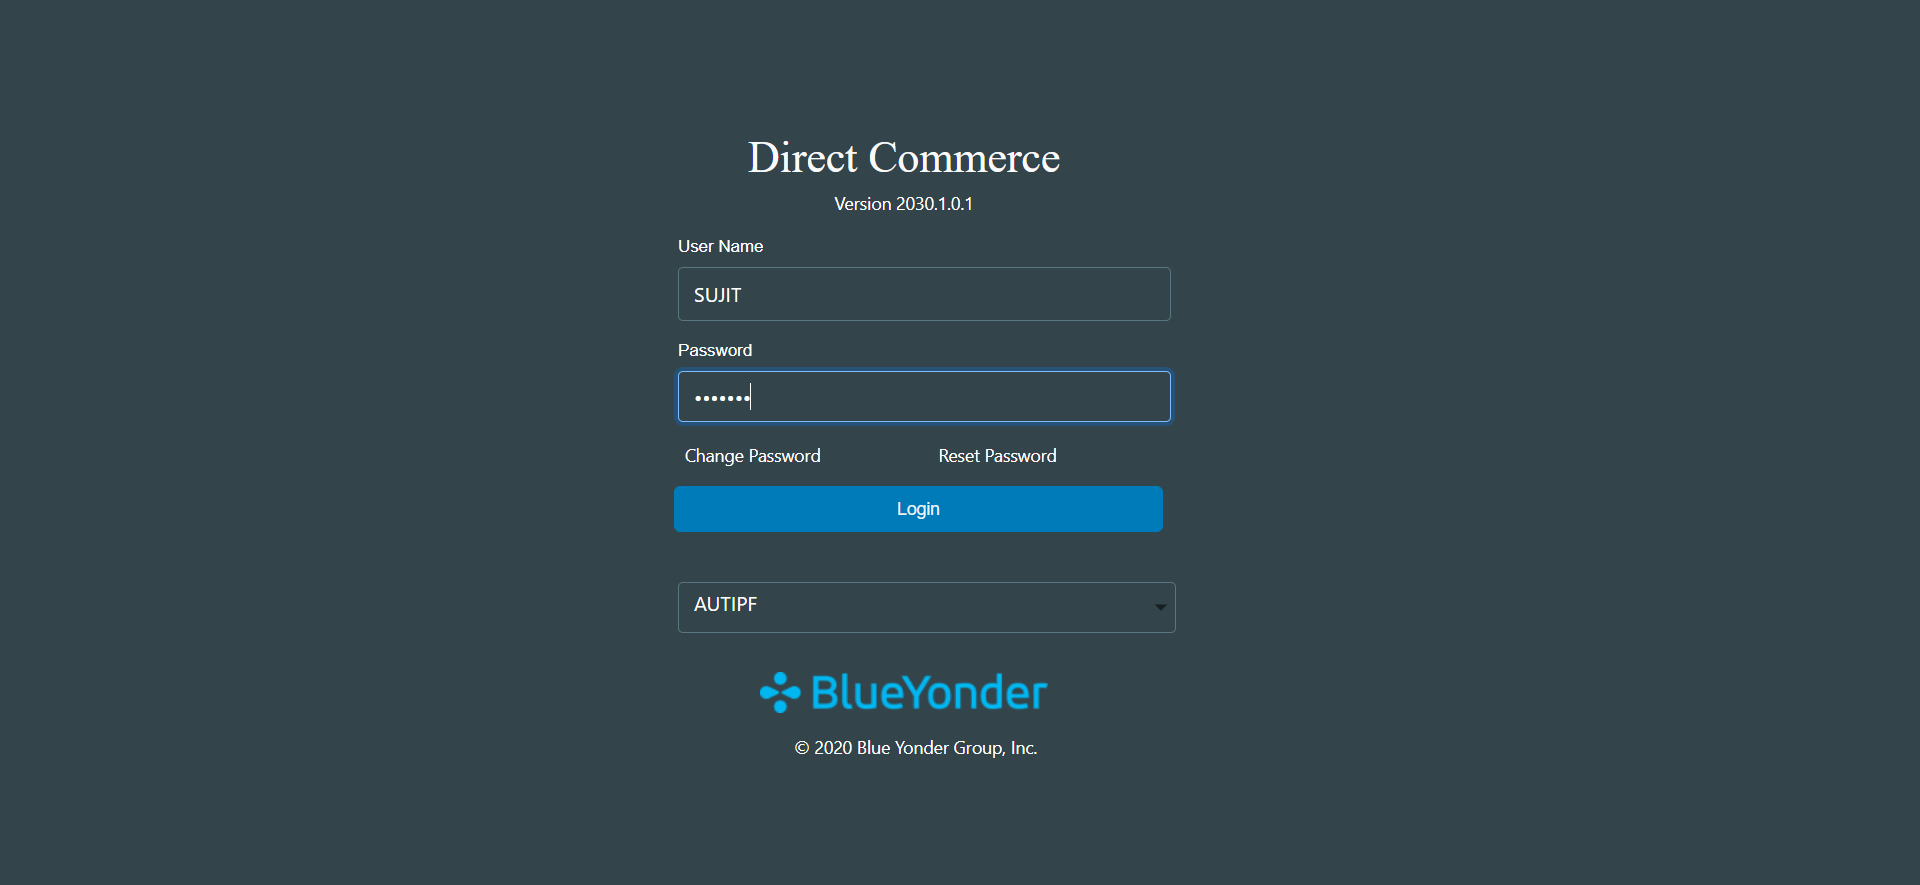 Direct Commerce
Version 2030.1.0.1
User Name
SUJIT
Password
•••••••
Change Password Reset Password
Login
AUTIPF
BlueYonder
© 2020 Blue Yonder Group, Inc.